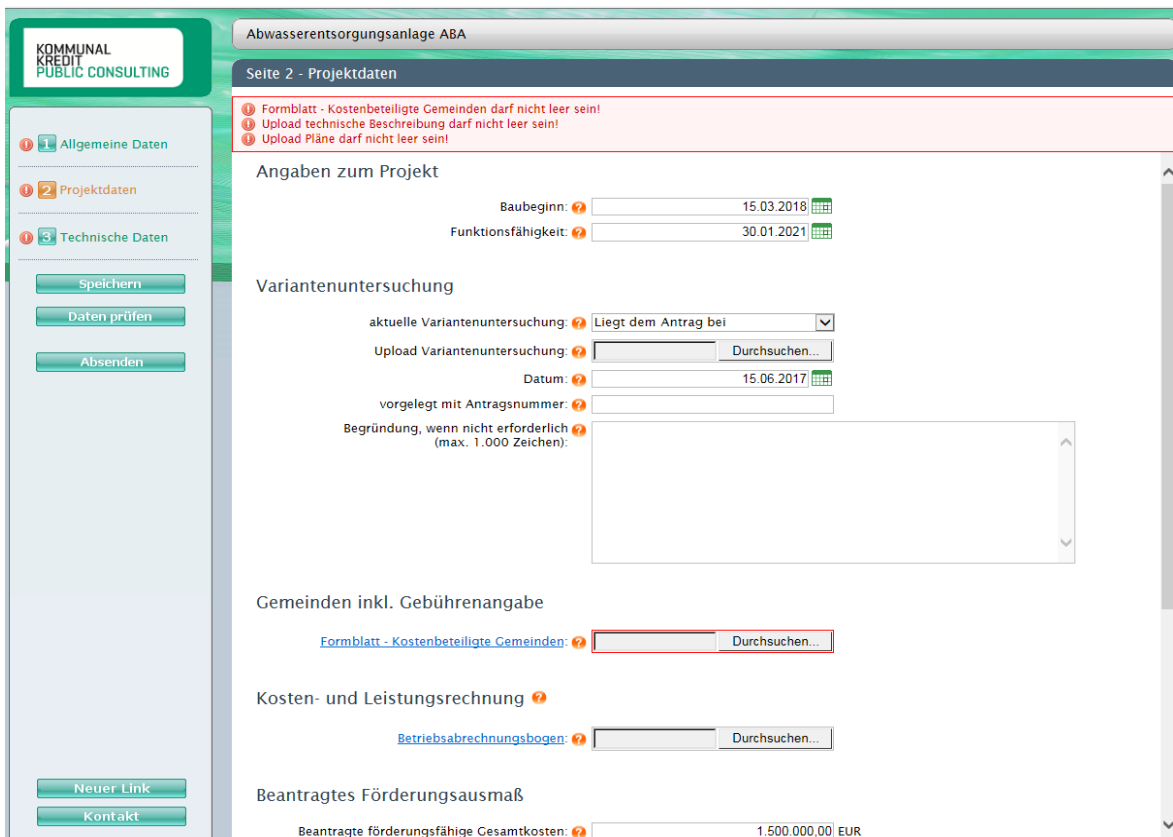 KOMMUNAL
KREDIT
PUBLIC CONSULTING
1 Allgemeine Daten
2 Projektdaten
3 Technische Daten
Speichern
Daten prüfen
Absenden
Neuer Link
Kontakt
Abwasserentsorgungsanlage ABA
Seite 2 - Projektdaten
Formblatt - Kostenbeteiligte Gemeinden darf nicht leer sein!
Upload technische Beschreibung darf nicht leer sein!
Upload Pläne darf nicht leer sein!
Angaben zum Projekt
Baubeginn: 15.03.2018
Funktionsfähigkeit: 30.01.2021
Variantenuntersuchung
aktuelle Variantenuntersuchung: Liegt dem Antrag bei
Upload Variantenuntersuchung: Durchsuchen...
Datum: 15.06.2017
vorgelegt mit Antragsnummer:
Begründung, wenn nicht erforderlich
(max. 1.000 Zeichen):
Gemeinden inkl. Gebührenangabe
Formblatt - Kostenbeteiligte Gemeinden: Durchsuchen...
Kosten- und Leistungsrechnung
Betriebsabrechnungsbogen: Durchsuchen...
Beantragtes Förderungsausmaß
Beantragte förderungsfähige Gesamtkosten: 1.500.000,00 EUR